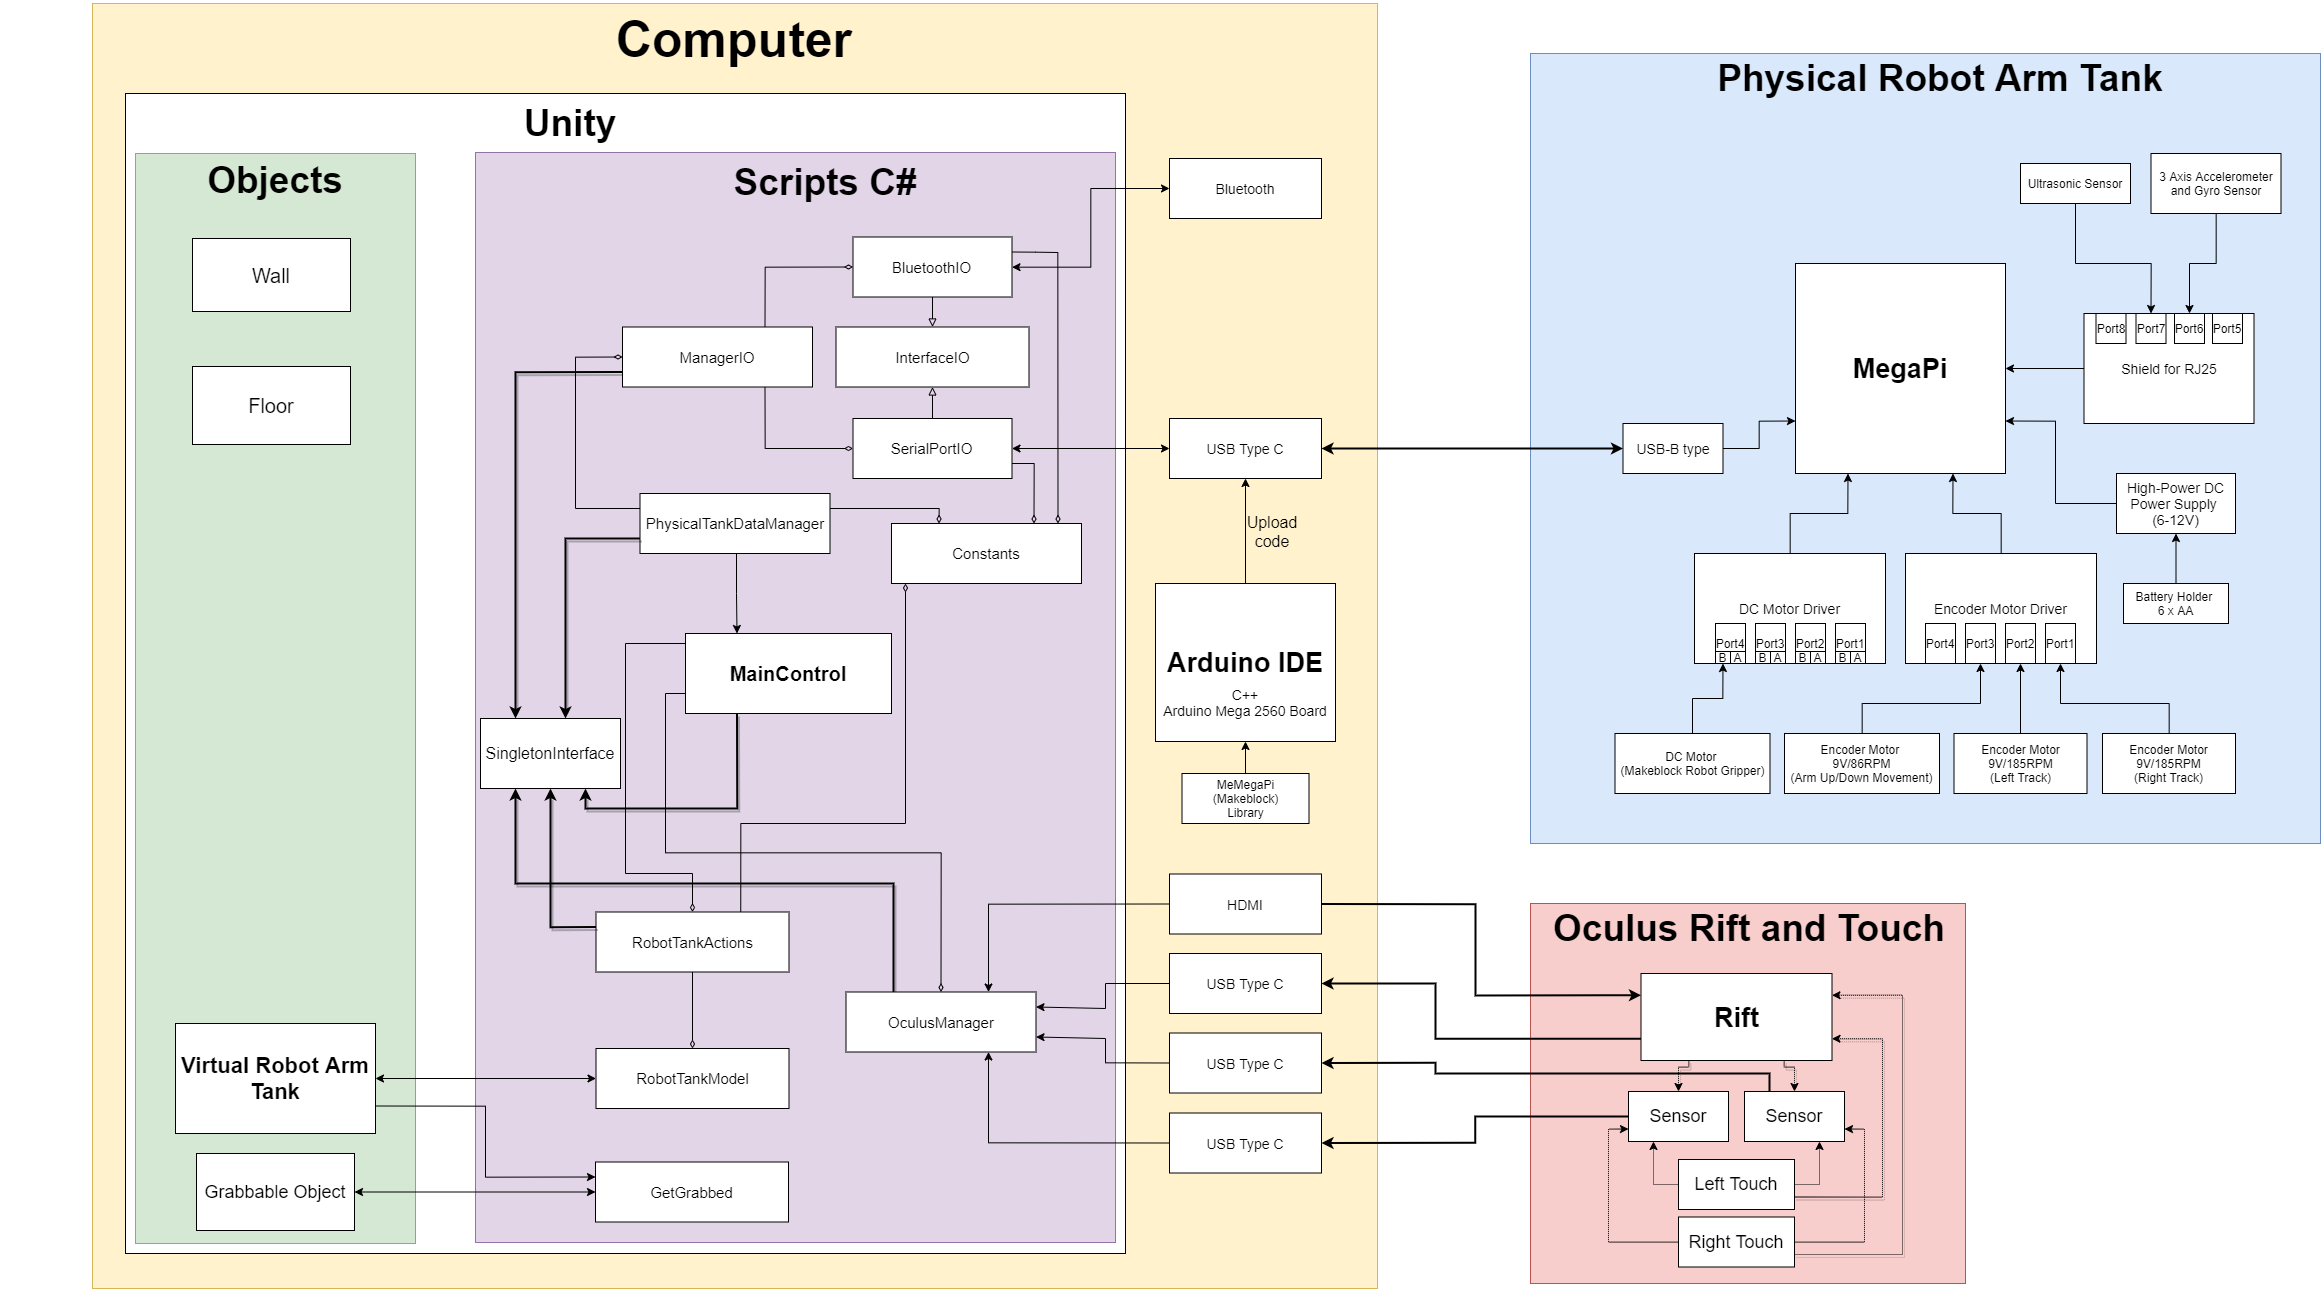 Computer
Unity
Objects
Wall
Floor
Virtual Robot Arm
Tank
Grabbable Object
Scripts C#
BluetoothIO
ManagerIO
InterfaceIO
SerialPortIO
PhysicalTankDataManager
Constants
MainControl
SingletonInterface
RobotTankActions
OculusManager
RobotTankModel
GetGrabbed
Bluetooth
USB Type C
Upload
code
Arduino IDE
C++
Arduino Mega 2560 Board
MeMegaPi
(Makeblock)
Library
HDMI
USB Type C
USB Type C
USB Type C
Physical Robot Arm Tank
Ultrasonic Sensor
3 Axis Accelerometer
and Gyro Sensor
MegaPi
Port8 Port7 Port6 Port5
Shield for RJ25
USB-B type
High-Power DC
Power Supply
(6-12V)
Battery Holder
6 x AA
DC Motor Driver
Port4 Port3 Port2 Port1
B A B A B A B A
Encoder Motor Driver
Port4 Port3 Port2 Port1
DC Motor
(Makeblock Robot Gripper)
Encoder Motor
9V/86RPM
(Arm Up/Down Movement)
Encoder Motor
9V/185RPM
(Left Track)
Encoder Motor
9V/185RPM
(Right Track)
Oculus Rift and Touch
Rift
Sensor
Sensor
Left Touch
Right Touch